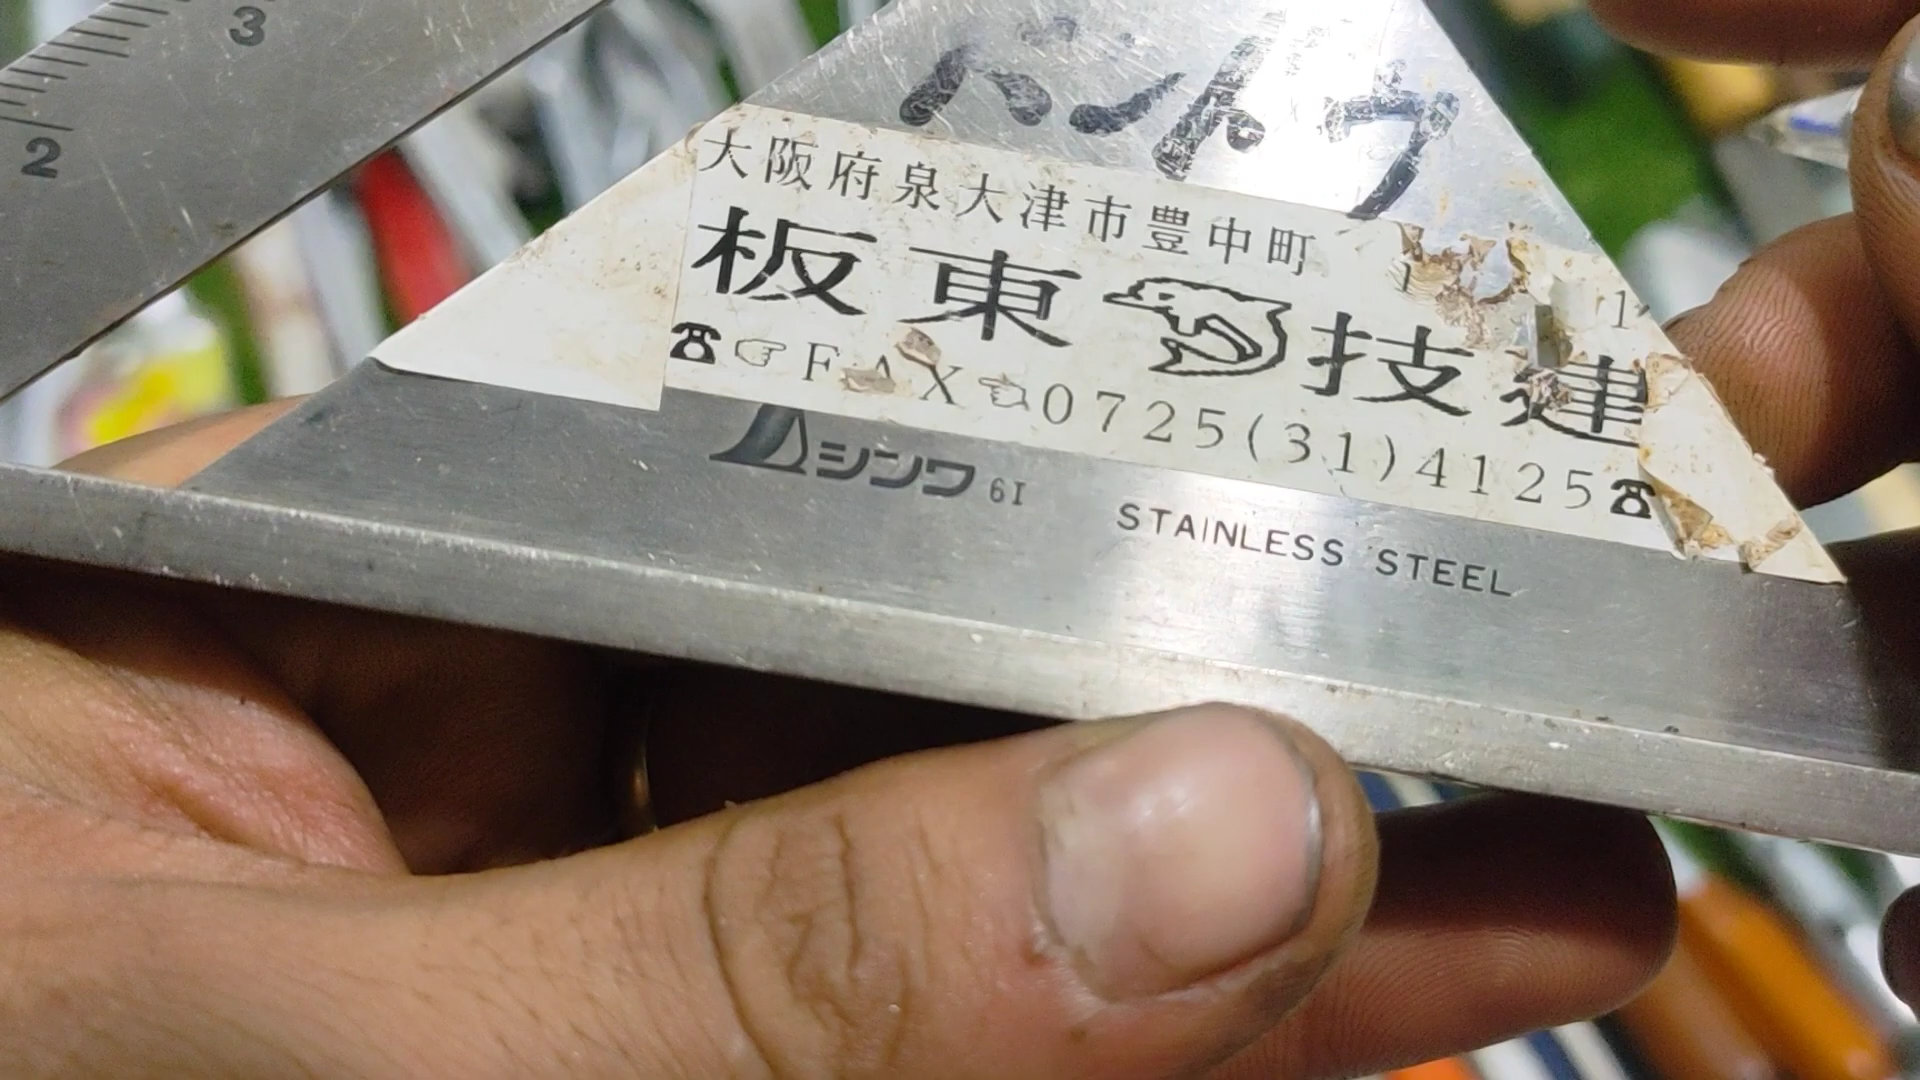 3
2
バンドウ
大阪府泉大津市豊中町
板東技建
☎☞FAX☜0725(31)4125☎
シンワ 61
STAINLESS STEEL